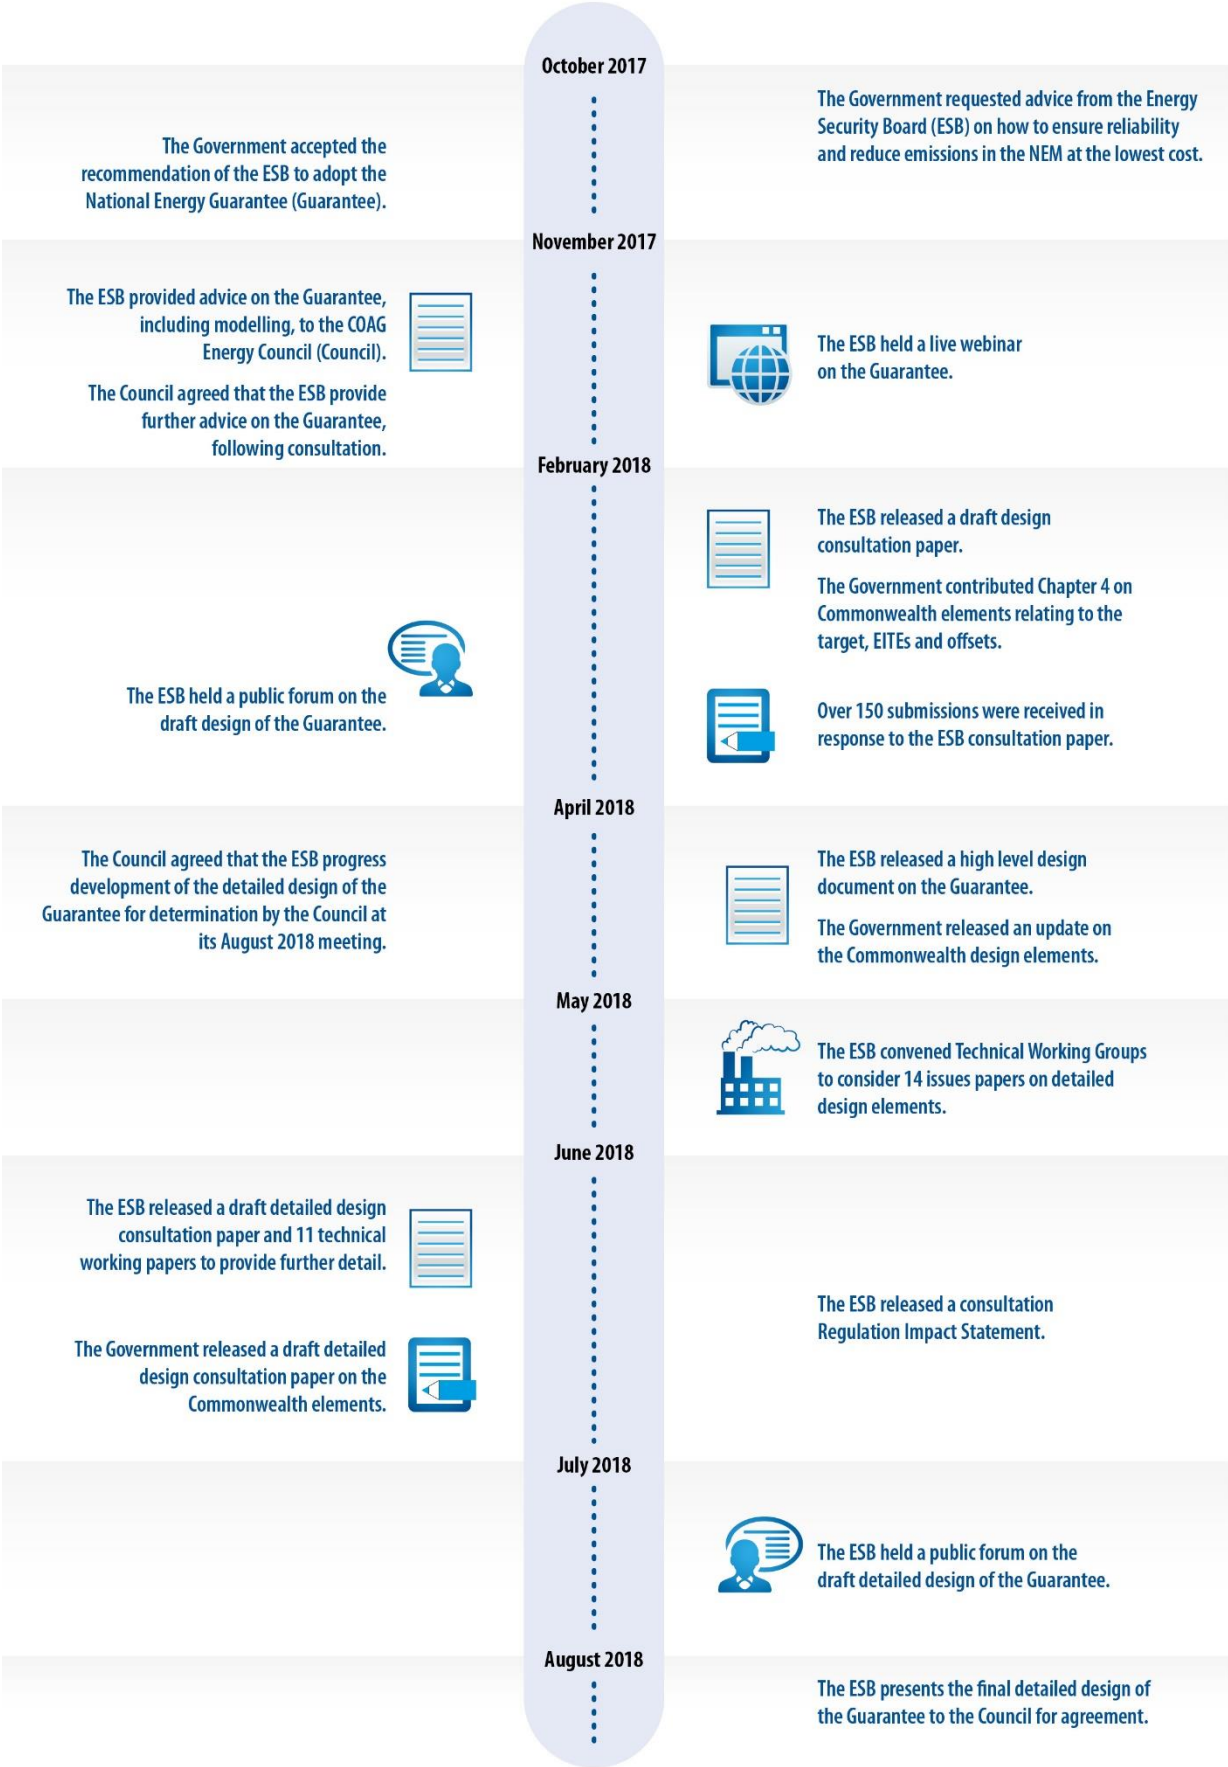 October 2017
The Government requested advice from the Energy
Security Board (ESB) on how to ensure reliability
and reduce emissions in the NEM at the lowest cost.
The Government accepted the
recommendation of the ESB to adopt the
National Energy Guarantee (Guarantee).
November 2017
The ESB provided advice on the Guarantee,
including modelling, to the COAG
Energy Council (Council).
The Council agreed that the ESB provide
further advice on the Guarantee,
following consultation.
The ESB held a live webinar
on the Guarantee.
February 2018
The ESB released a draft design
consultation paper.
The Government contributed Chapter 4 on
Commonwealth elements relating to the
target, EITEs and offsets.
The ESB held a public forum on the
draft design of the Guarantee.
Over 150 submissions were received in
response to the ESB consultation paper.
April 2018
The Council agreed that the ESB progress
development of the detailed design of the
Guarantee for determination by the Council at
its August 2018 meeting.
The ESB released a high level design
document on the Guarantee.
The Government released an update on
the Commonwealth design elements.
May 2018
The ESB convened Technical Working Groups
to consider 14 issues papers on detailed
design elements.
June 2018
The ESB released a draft detailed design
consultation paper and 11 technical
working papers to provide further detail.
The Government released a draft detailed
design consultation paper on the
Commonwealth elements.
The ESB released a consultation
Regulation Impact Statement.
July 2018
The ESB held a public forum on the
draft detailed design of the Guarantee.
August 2018
The ESB presents the final detailed design of
the Guarantee to the Council for agreement.